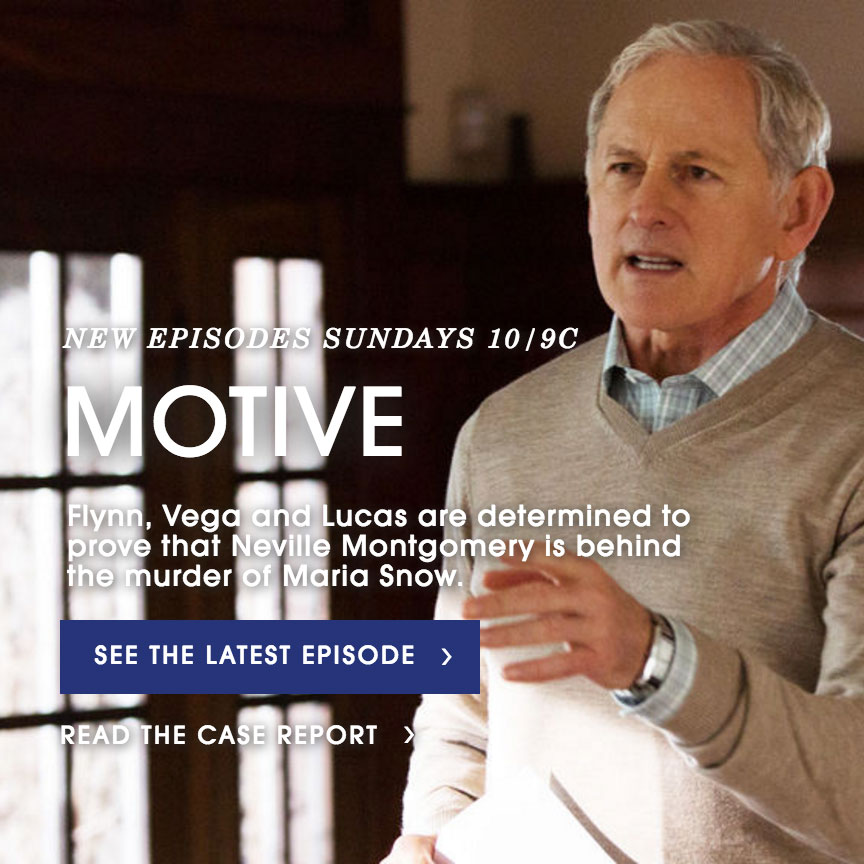 NEW EPISODES SUNDAYS 10/9C
MOTIVE
Flynn, Vega and Lucas are determined to
prove that Neville Montgomery is behind
the murder of Maria Snow.
SEE THE LATEST EPISODE >
READ THE CASE REPORT >